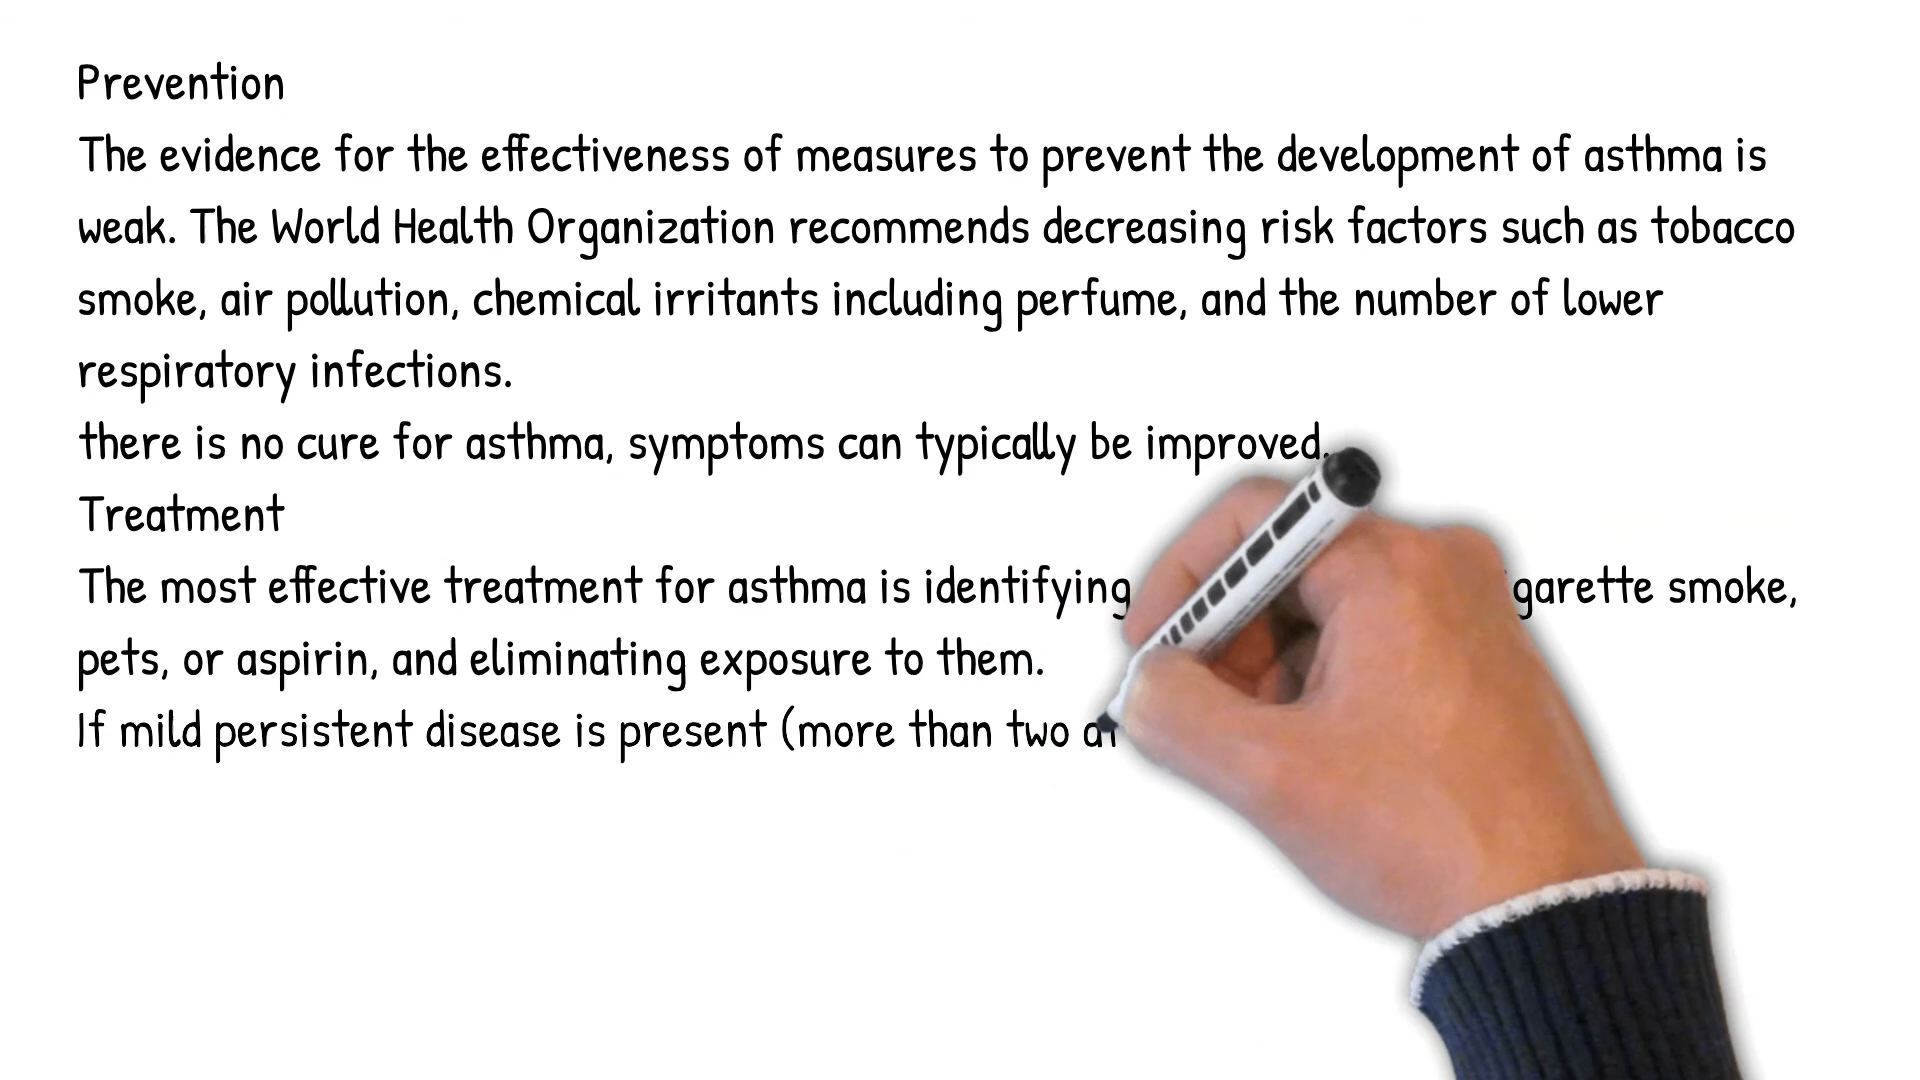 Prevention
The evidence for the effectiveness of measures to prevent the development of asthma is
weak. The World Health Organization recommends decreasing risk factors such as tobacco
smoke, air pollution, chemical irritants including perfume, and the number of lower
respiratory infections.
there is no cure for asthma, symptoms can typically be improved.
Treatment
The most effective treatment for asthma is identifying smoke,
pets, or aspirin, and eliminating exposure to them.
If mild persistent disease is present (more than two